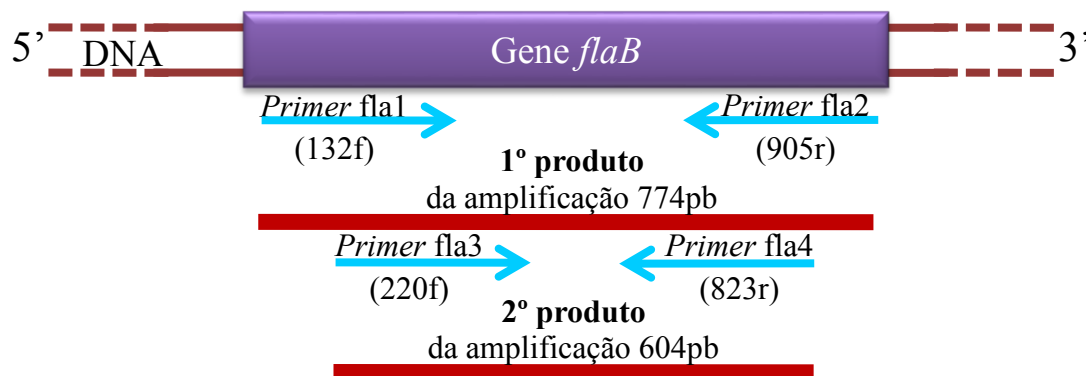 5’ DNA Gene flaB 3’
Primer fla1 Primer fla2
(132f) (905r)
1º produto
da amplificação 774pb
Primer fla3 Primer fla4
(220f) (823r)
2º produto
da amplificação 604pb